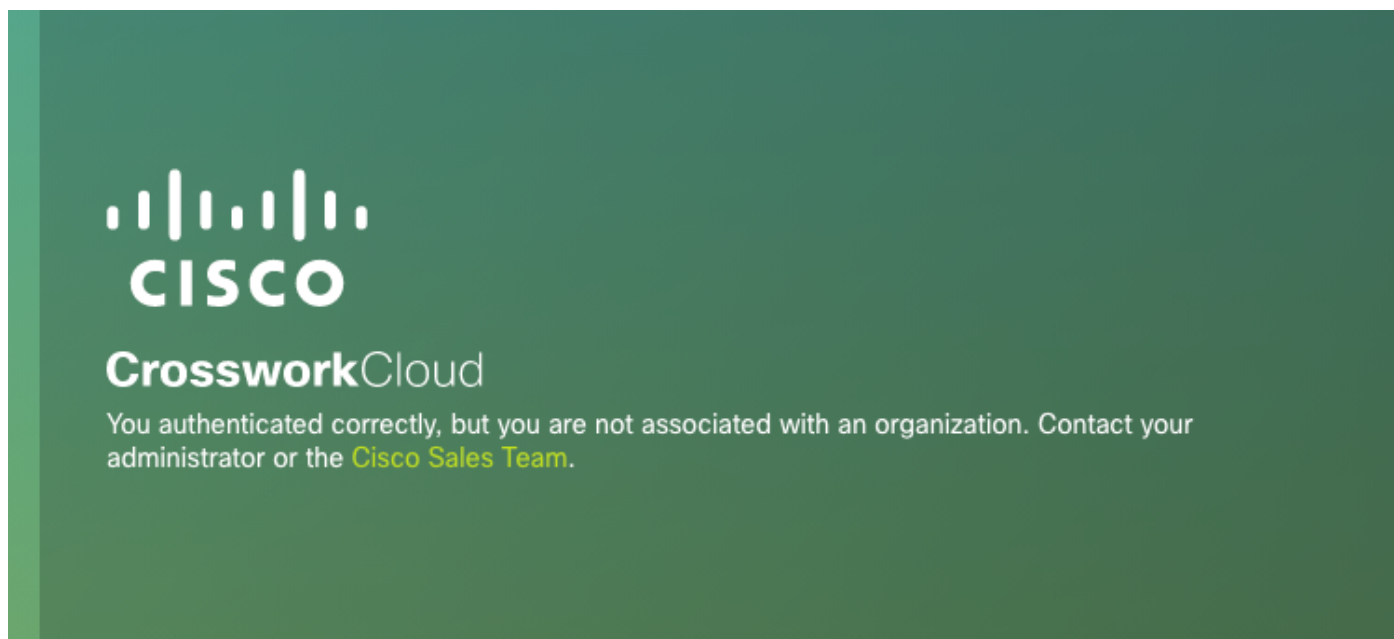 CISCO
CrossworkCloud
You authenticated correctly, but you are not associated with an organization. Contact your
administrator or the Cisco Sales Team.